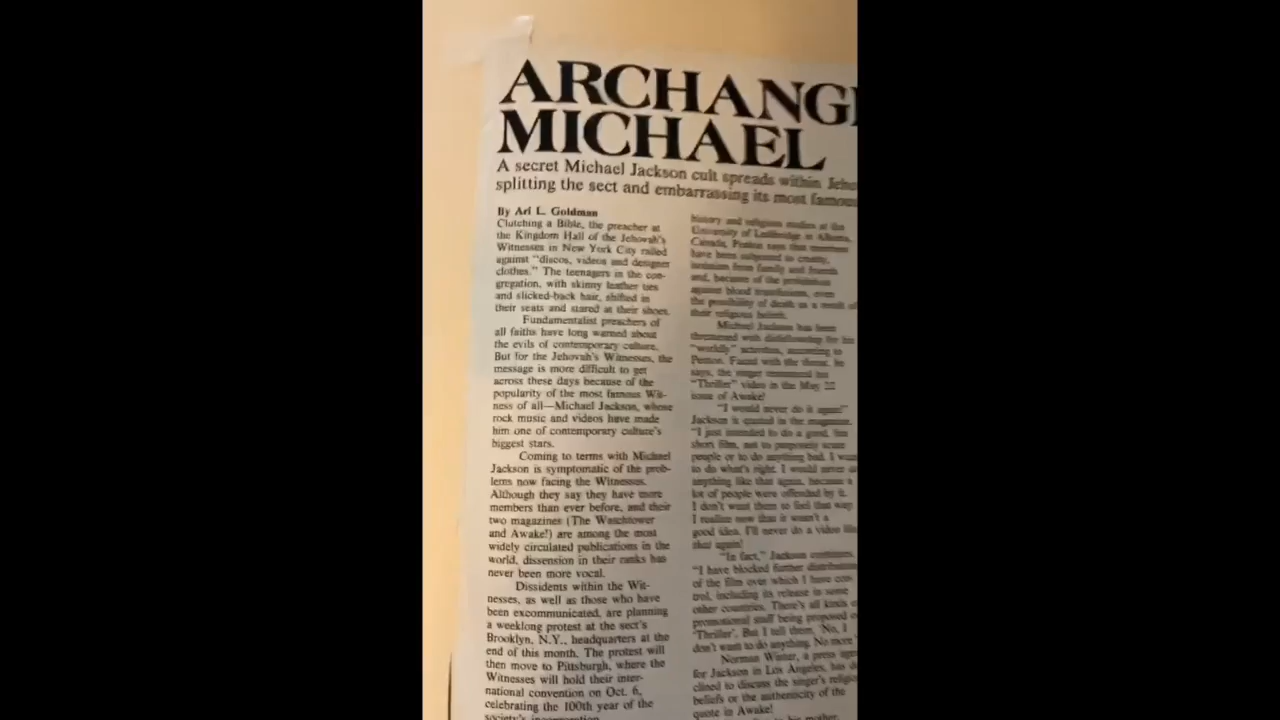 ARCHANG
MICHAEL
A secret Michael Jackson cult spreads within Jeho
splitting the sect and embarrassing its most famous
By Ari L. Goldman
Clutching a Bible, the preacher at
the Kingdom Hall of the Jehovah's
Witnesses in New York City railed
against "discos, videos and designer
clothes." The teenagers in the con-
gregation, with skinny leather ties
and slicked-back hair, shifted in
their seats and stared at their shoes.
Fundamentalist preachers of
all faiths have long warned about
the evils of contemporary culture.
But for the Jehovah's Witnesses, the
message is more difficult to get
across these days because of the
popularity of the most famous Wit-
ness of all—Michael Jackson, whose
rock music and videos have made
him one of contemporary culture's
biggest stars.
Coming to terms with Michael
Jackson is symptomatic of the prob-
lems now facing the Witnesses.
Although they say they have more
members than ever before, and their
two magazines (The Watchtower
and Awake!) are among the most
widely circulated publications in the
world, dissension in their ranks has
never been more vocal.
Dissidents within the Wit-
nesses, as well as those who have
been excommunicated, are planning
a weeklong protest at the sect's
Brooklyn, N.Y., headquarters at the
end of this month. The protest will
then move to Pittsburgh, where the
Witnesses will hold their inter-
national convention on Oct. 6,
celebrating the 100th year of the
society's incorporation
history and religious studies at the
University of Lethbridge in Alberta,
Canada, Penton says that members
have been subjected to cruelty,
isolation from family and friends
and, because of the prohibition
against blood transfusions, even
the possibility of death as a result of
their religious beliefs.
Michael Jackson has been
threatened with disfellowship for his
"worldly" activities, according to
Penton. Faced with the threat, he
says, the singer renounced his
"Thriller" video in the May 22
issue of Awake!
"I would never do it again!"
Jackson is quoted in the magazine.
"I just intended to do a good, fun
short film, not to purposely scare
people or to do anything bad. I want
to do what's right. I would never do
anything like that again, because a
lot of people were offended by it.
I don't want them to feel that way.
I realize now that it wasn't a
good idea. I'll never do a video like
that again!
"In fact," Jackson continues,
"I have blocked further distribution
of the film over which I have con-
trol, including its release in some
other countries. There's all kinds of
promotional stuff being proposed on
'Thriller'. But I tell them, 'No, I
don't want to do anything. No more
Norman Winter, a press agent
for Jackson in Los Angeles, has de
clined to discuss the singer's religio
beliefs or the authenticity of the
quote in Awake!
his mother,